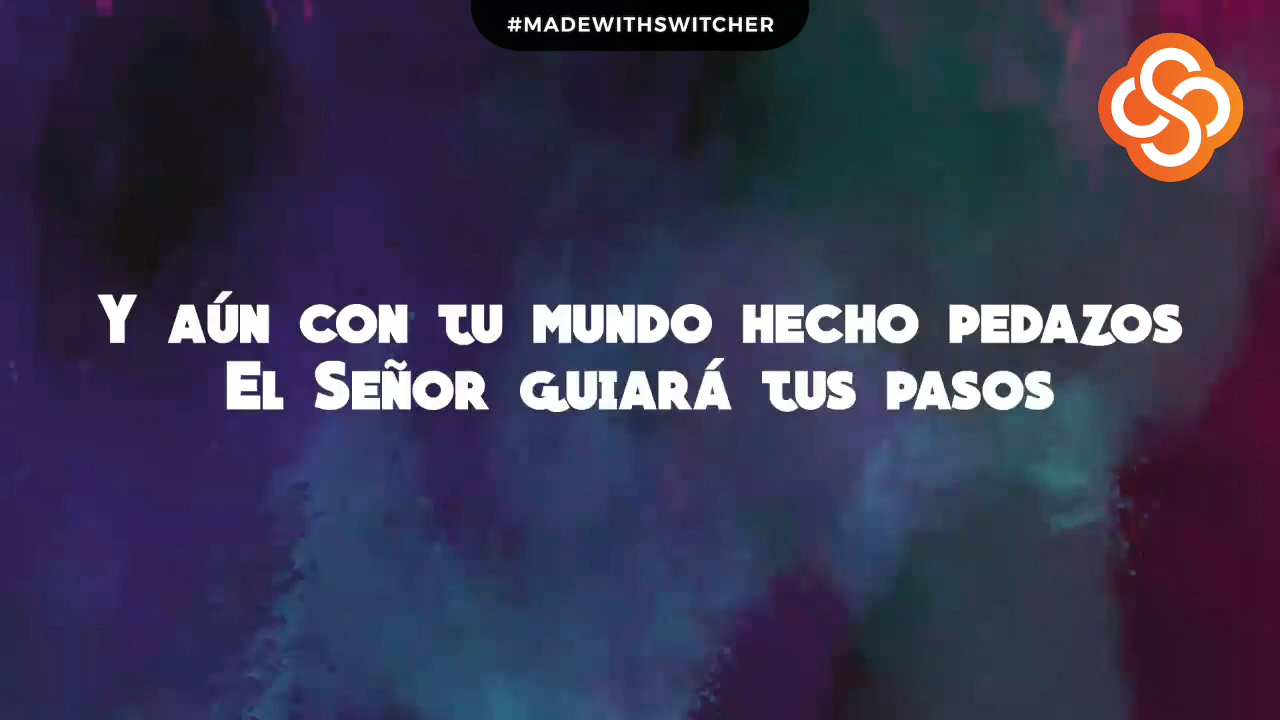 #MADEWITHSWITCHER
Y aún con tu mundo hecho pedazos
El Señor guiará tus pasos